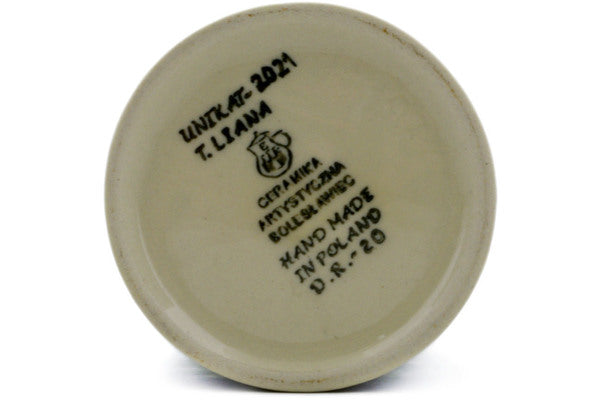 UNIKAT-2021
T. LIANA
CERAMIKA
ARTYSTYCZNA
BOLESŁAWIEC
HAND MADE
IN POLAND
D.R.-20